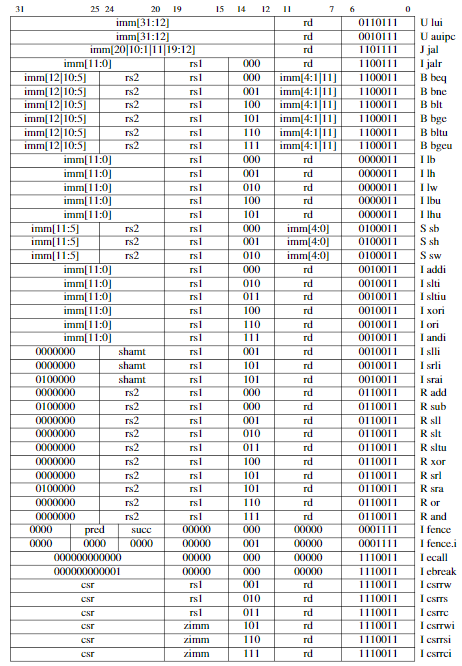 31 25 24 20 19 15 14 12 11 7 6 0
imm[31:12] rd 0110111 U lui
imm[31:12] rd 0010111 U auipc
imm[20|10:1|11|19:12] rd 1101111 J jal
imm[11:0] rs1 000 rd 1100111 I jalr
imm[12|10:5] rs2 rs1 000 imm[4:1|11] 1100011 B beq
imm[12|10:5] rs2 rs1 001 imm[4:1|11] 1100011 B bne
imm[12|10:5] rs2 rs1 100 imm[4:1|11] 1100011 B blt
imm[12|10:5] rs2 rs1 101 imm[4:1|11] 1100011 B bge
imm[12|10:5] rs2 rs1 110 imm[4:1|11] 1100011 B bltu
imm[12|10:5] rs2 rs1 111 imm[4:1|11] 1100011 B bgeu
imm[11:0] rs1 000 rd 0000011 I lb
imm[11:0] rs1 001 rd 0000011 I lh
imm[11:0] rs1 010 rd 0000011 I lw
imm[11:0] rs1 100 rd 0000011 I lbu
imm[11:0] rs1 101 rd 0000011 I lhu
imm[11:5] rs2 rs1 000 imm[4:0] 0100011 S sb
imm[11:5] rs2 rs1 001 imm[4:0] 0100011 S sh
imm[11:5] rs2 rs1 010 imm[4:0] 0100011 S sw
imm[11:0] rs1 000 rd 0010011 I addi
imm[11:0] rs1 010 rd 0010011 I slti
imm[11:0] rs1 011 rd 0010011 I sltiu
imm[11:0] rs1 100 rd 0010011 I xori
imm[11:0] rs1 110 rd 0010011 I ori
imm[11:0] rs1 111 rd 0010011 I andi
0000000 shamt rs1 001 rd 0010011 I slli
0000000 shamt rs1 101 rd 0010011 I srli
0100000 shamt rs1 101 rd 0010011 I srai
0000000 rs2 rs1 000 rd 0110011 R add
0100000 rs2 rs1 000 rd 0110011 R sub
0000000 rs2 rs1 001 rd 0110011 R sll
0000000 rs2 rs1 010 rd 0110011 R slt
0000000 rs2 rs1 011 rd 0110011 R sltu
0000000 rs2 rs1 100 rd 0110011 R xor
0000000 rs2 rs1 101 rd 0110011 R srl
0100000 rs2 rs1 101 rd 0110011 R sra
0000000 rs2 rs1 110 rd 0110011 R or
0000000 rs2 rs1 111 rd 0110011 R and
0000 pred succ 00000 000 00000 0001111 I fence
0000 0000 0000 00000 001 00000 0001111 I fence.i
000000000000 00000 000 00000 1110011 I ecall
000000000001 00000 000 00000 1110011 I ebreak
csr rs1 001 rd 1110011 I csrrw
csr rs1 010 rd 1110011 I csrrs
csr rs1 011 rd 1110011 I csrrc
csr zimm 101 rd 1110011 I csrrwi
csr zimm 110 rd 1110011 I csrrsi
csr zimm 111 rd 1110011 I csrrci